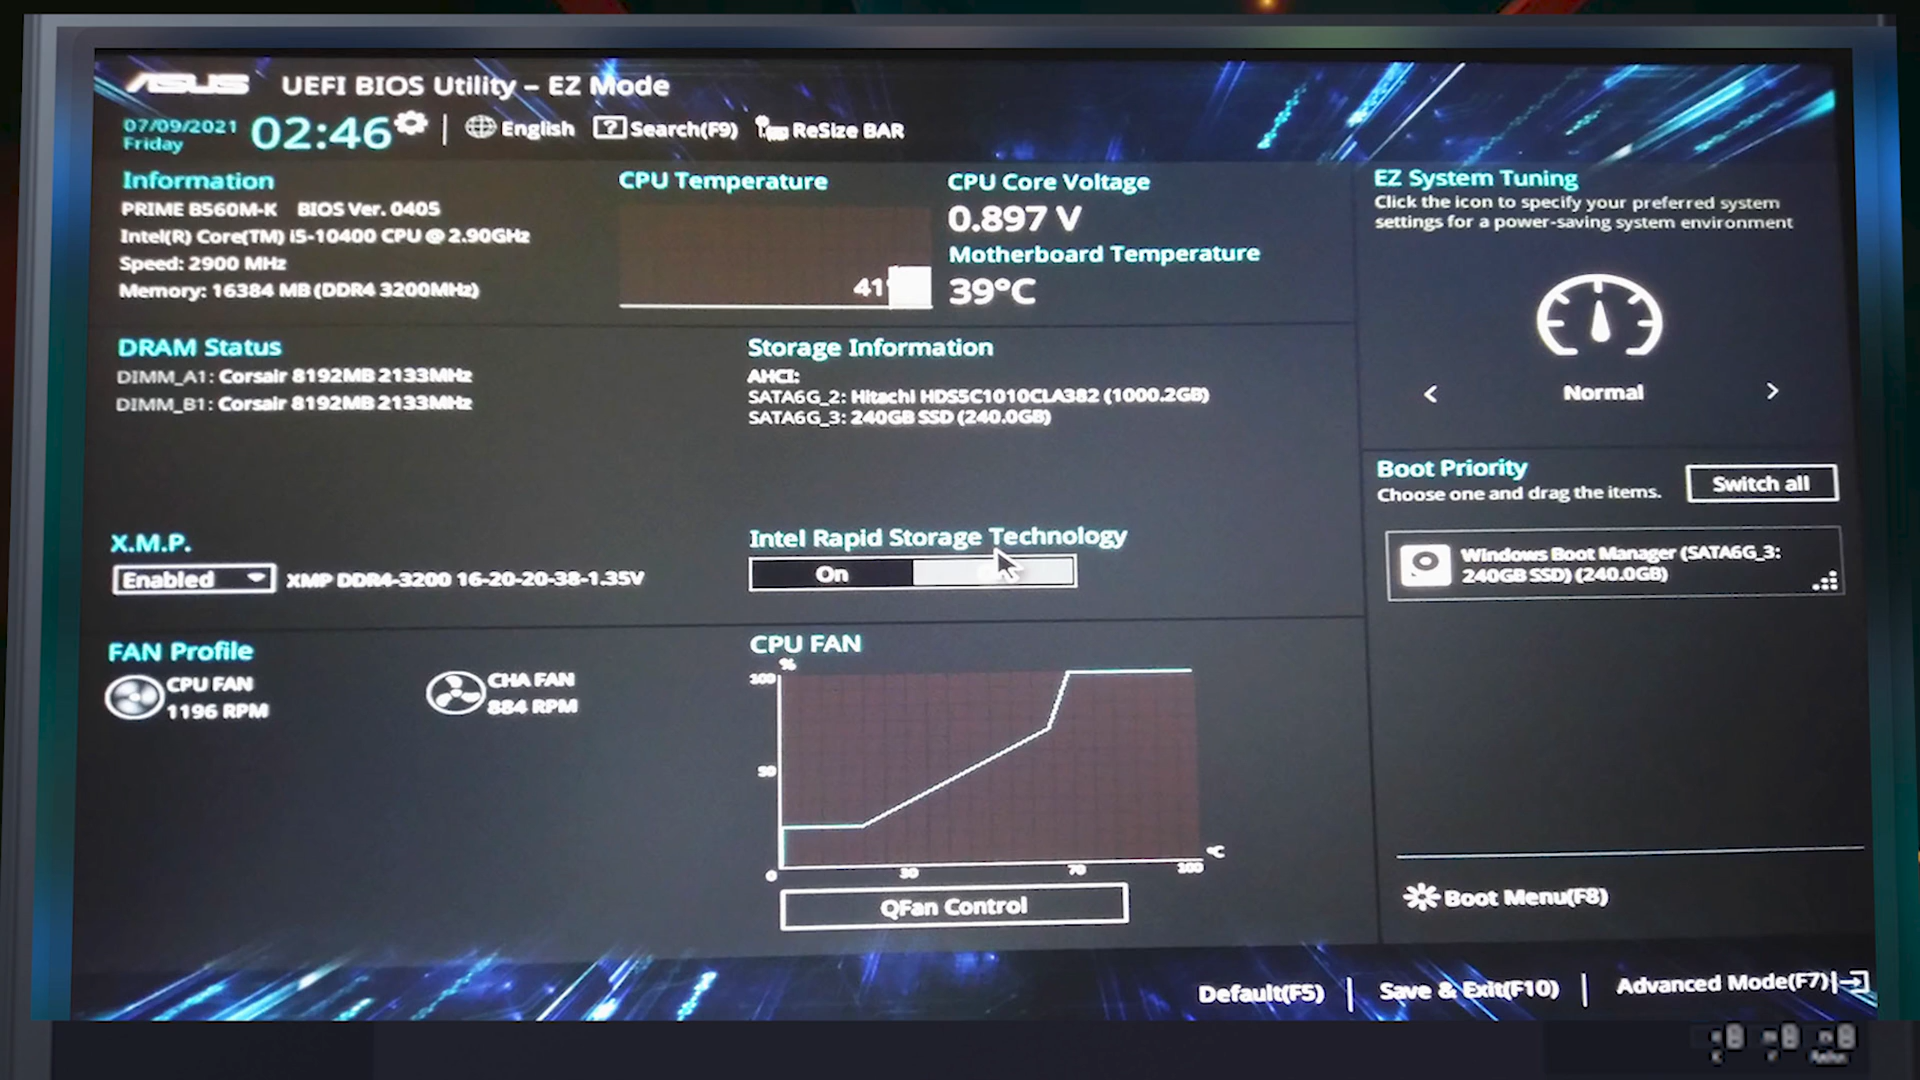 ASUS UEFI BIOS Utility – EZ Mode
07/09/2021
Friday
02:46
English
Search(F9)
ReSize BAR
Information
PRIME B560M-K BIOS Ver. 0405
Intel(R) Core(TM) i5-10400 CPU @ 2.90GHz
Speed: 2900 MHz
Memory: 16384 MB (DDR4 3200MHz)
CPU Temperature
41
CPU Core Voltage
0.897 V
Motherboard Temperature
39°C
EZ System Tuning
Click the icon to specify your preferred system
settings for a power-saving system environment
< Normal >
DRAM Status
DIMM_A1: Corsair 8192MB 2133MHz
DIMM_B1: Corsair 8192MB 2133MHz
Storage Information
AHCI:
SATA6G_2: Hitachi HDS5C1010CLA382 (1000.2GB)
SATA6G_3: 240GB SSD (240.0GB)
Boot Priority
Choose one and drag the items.
Switch all
Windows Boot Manager (SATA6G_3:
240GB SSD) (240.0GB)
X.M.P.
Enabled
XMP DDR4-3200 16-20-20-38-1.35V
Intel Rapid Storage Technology
On
FAN Profile
CPU FAN
1196 RPM
CHA FAN
884 RPM
CPU FAN
%
100
50
0
30
70
100
°C
QFan Control
Boot Menu(F8)
Default(F5)
Save & Exit(F10)
Advanced Mode(F7)